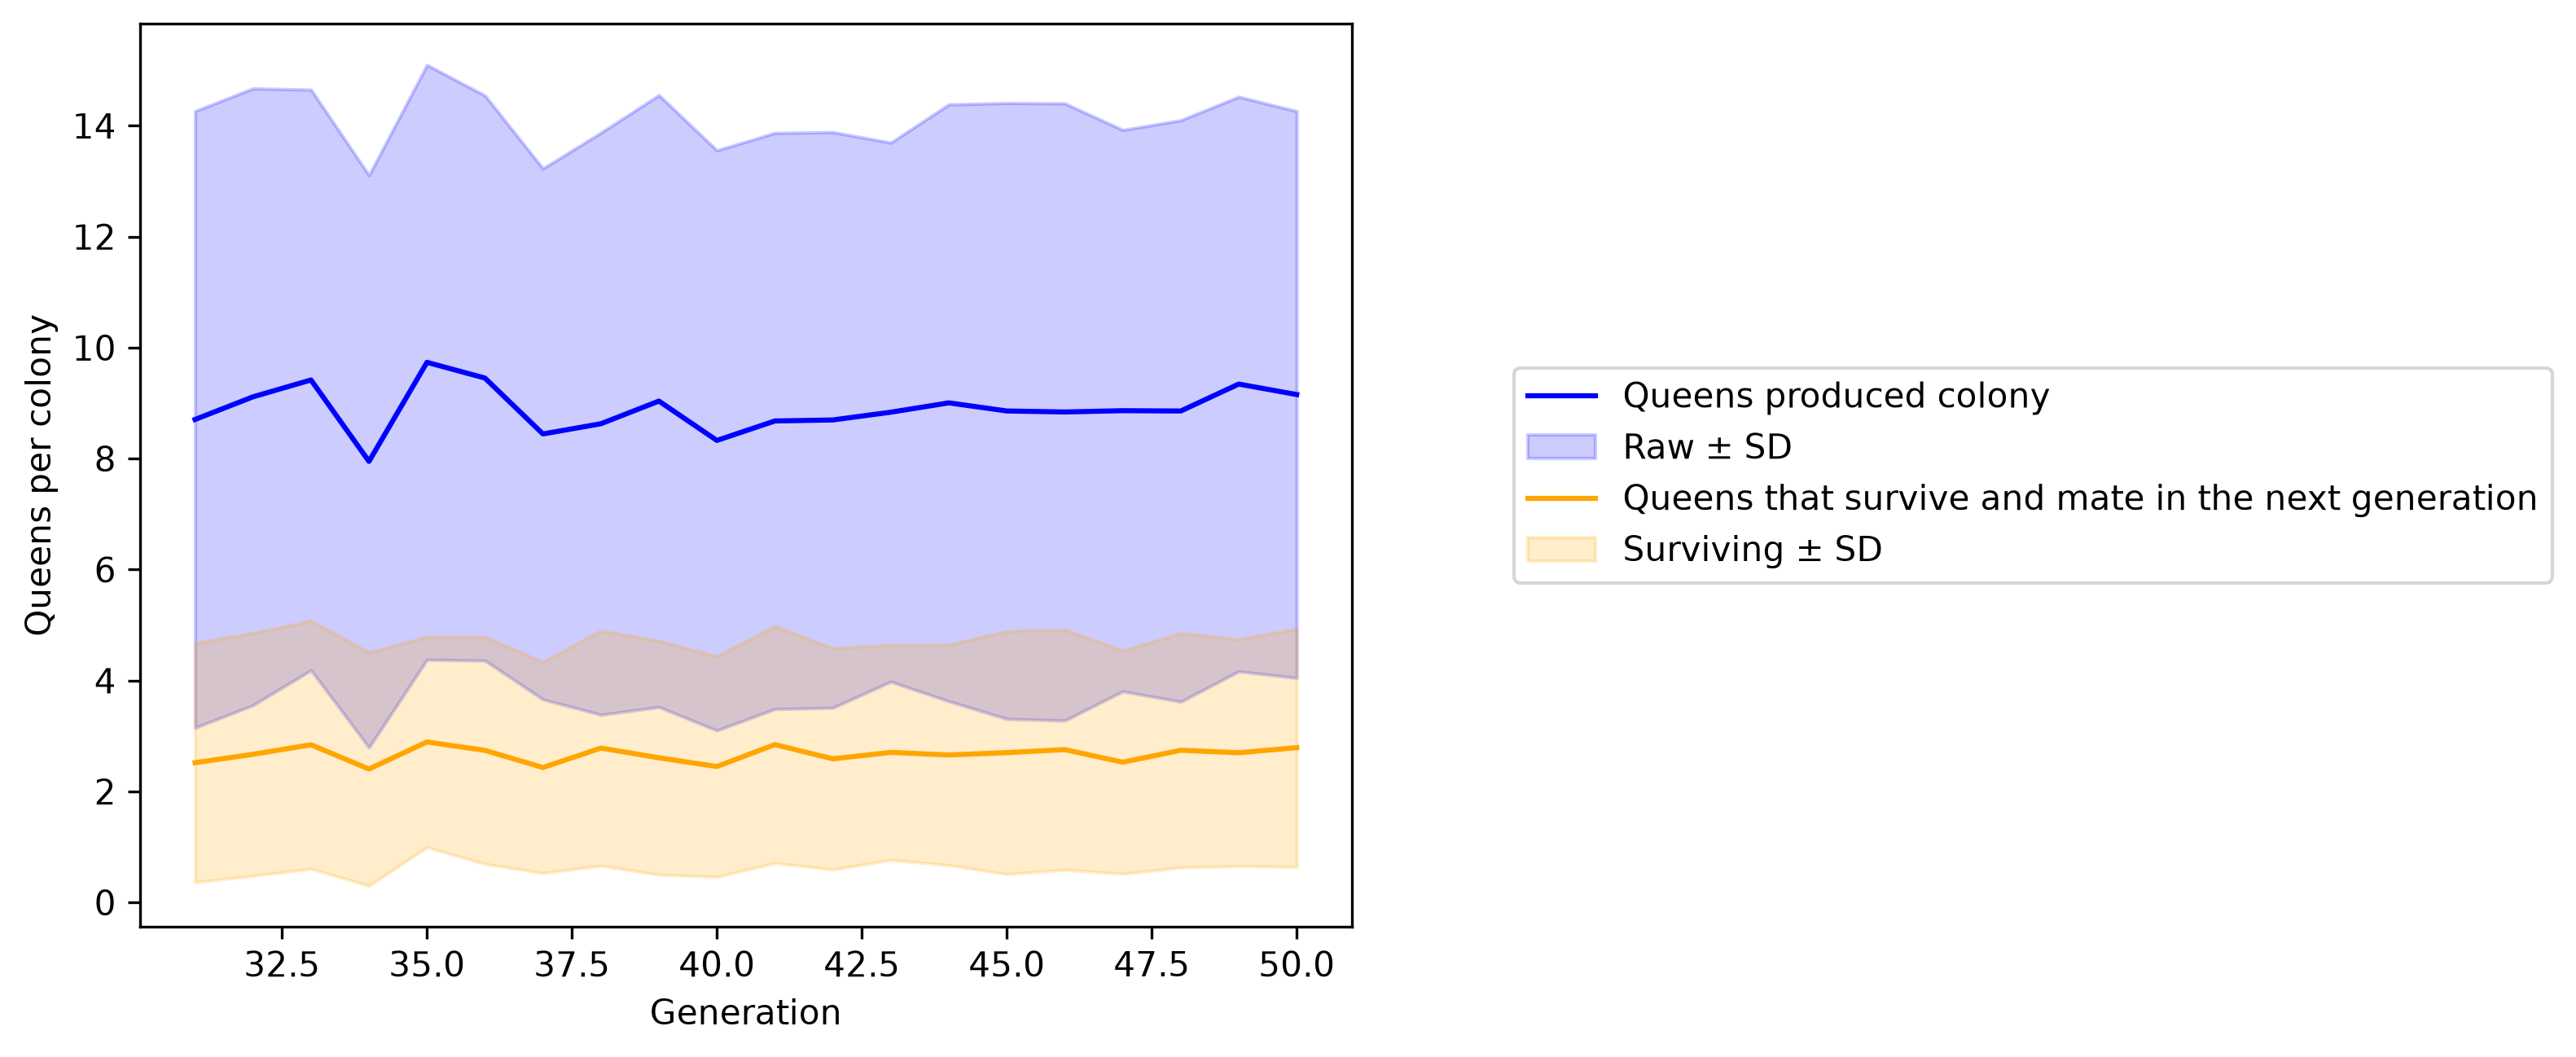 Queens per colony
14
12
10
8
6
4
2
0
32.5 35.0 37.5 40.0 42.5 45.0 47.5 50.0
Generation
Queens produced colony
Raw ± SD
Queens that survive and mate in the next generation
Surviving ± SD